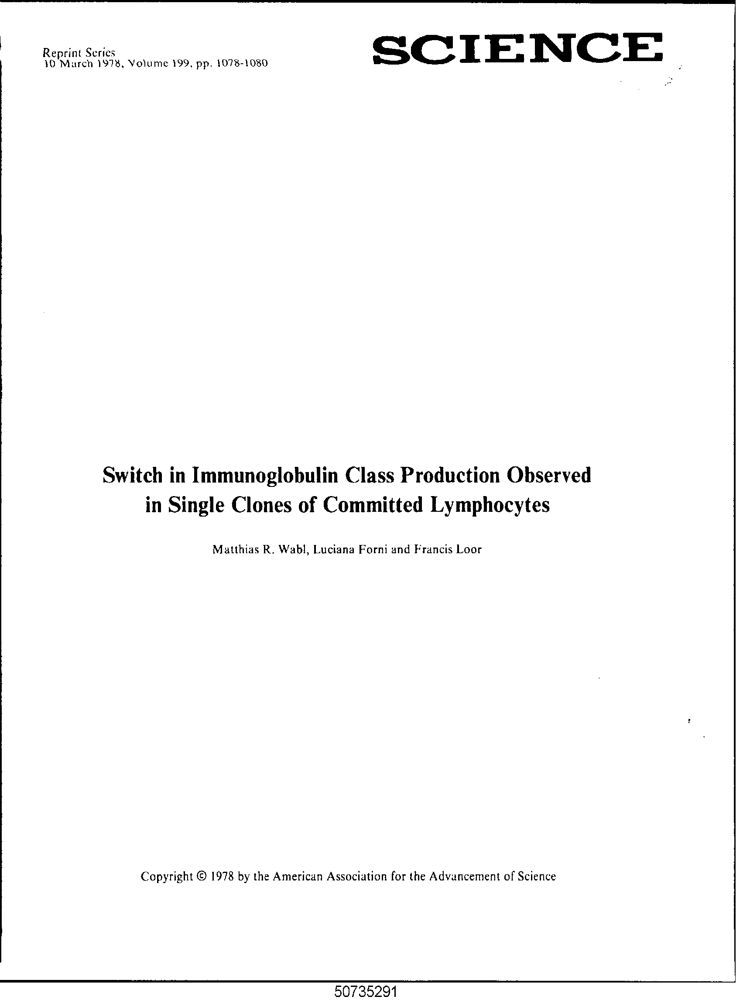 Reprint Series
10 March 1978, Volume 199, pp. 1078-1080
SCIENCE
Switch in Immunoglobulin Class Production Observed
in Single Clones of Committed Lymphocytes
Matthias R. Wabl, Luciana Forni and Francis Loor
Copyright © 1978 by the American Association for the Advancement of Science
50735291